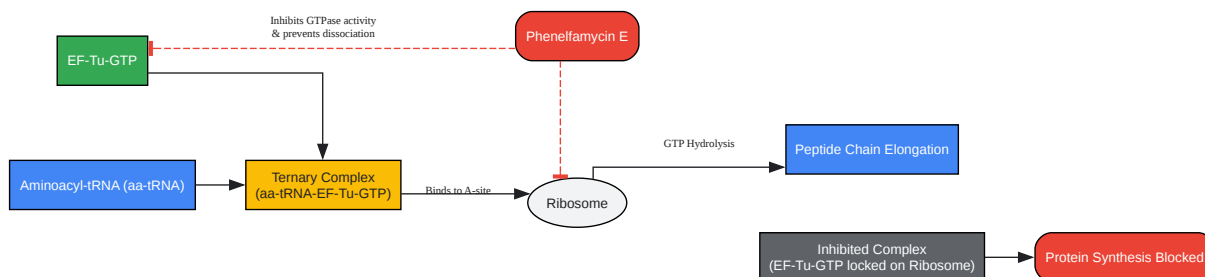 Inhibits GTPase activity
& prevents dissociation
Phenelfamycin E
EF-Tu-GTP
GTP Hydrolysis
Peptide Chain Elongation
Aminoacyl-tRNA (aa-tRNA)
Ternary Complex
(aa-tRNA-EF-Tu-GTP)
Binds to A-site
Ribosome
Inhibited Complex
(EF-Tu-GTP locked on Ribosome)
Protein Synthesis Blocked